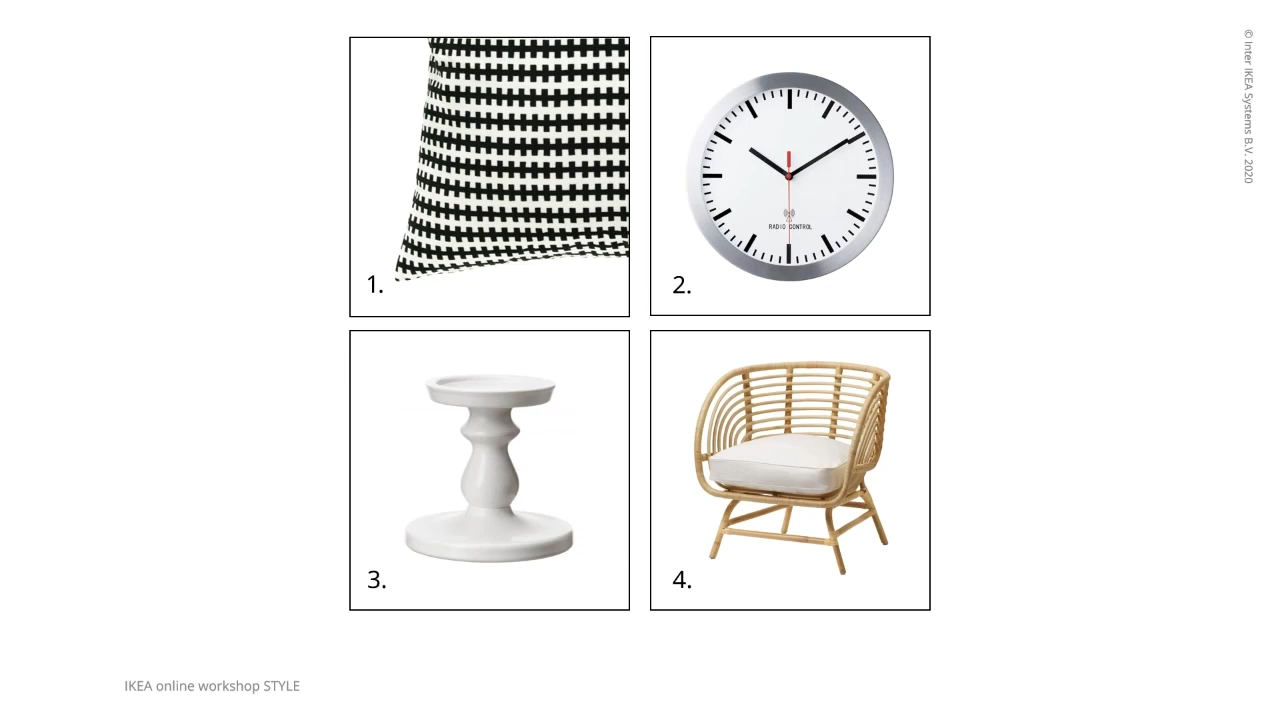 © Inter IKEA Systems B.V. 2020
1.
2.
RADIO CONTROL
3.
4.
IKEA online workshop STYLE